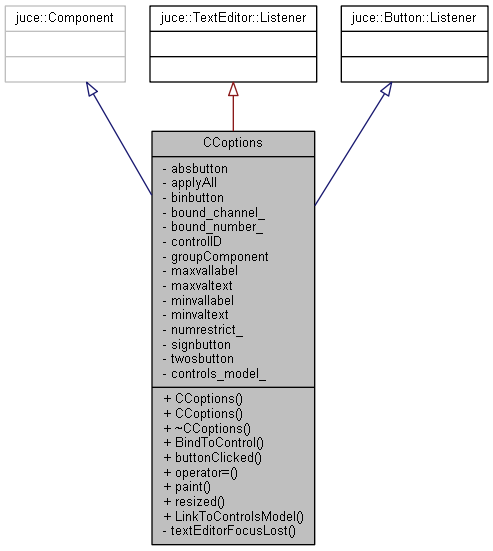 juce::Component
juce::TextEditor::Listener
juce::Button::Listener
CCoptions
- absbutton
- applyAll
- binbutton
- bound_channel_
- bound_number_
- controlID
- groupComponent
- maxvallabel
- maxvaltext
- minvallabel
- minvaltext
- numrestrict_
- signbutton
- twosbutton
- controls_model_
+ CCoptions()
+ CCoptions()
+ ~CCoptions()
+ BindToControl()
+ buttonClicked()
+ operator=()
+ paint()
+ resized()
+ LinkToControlsModel()
- textEditorFocusLost()